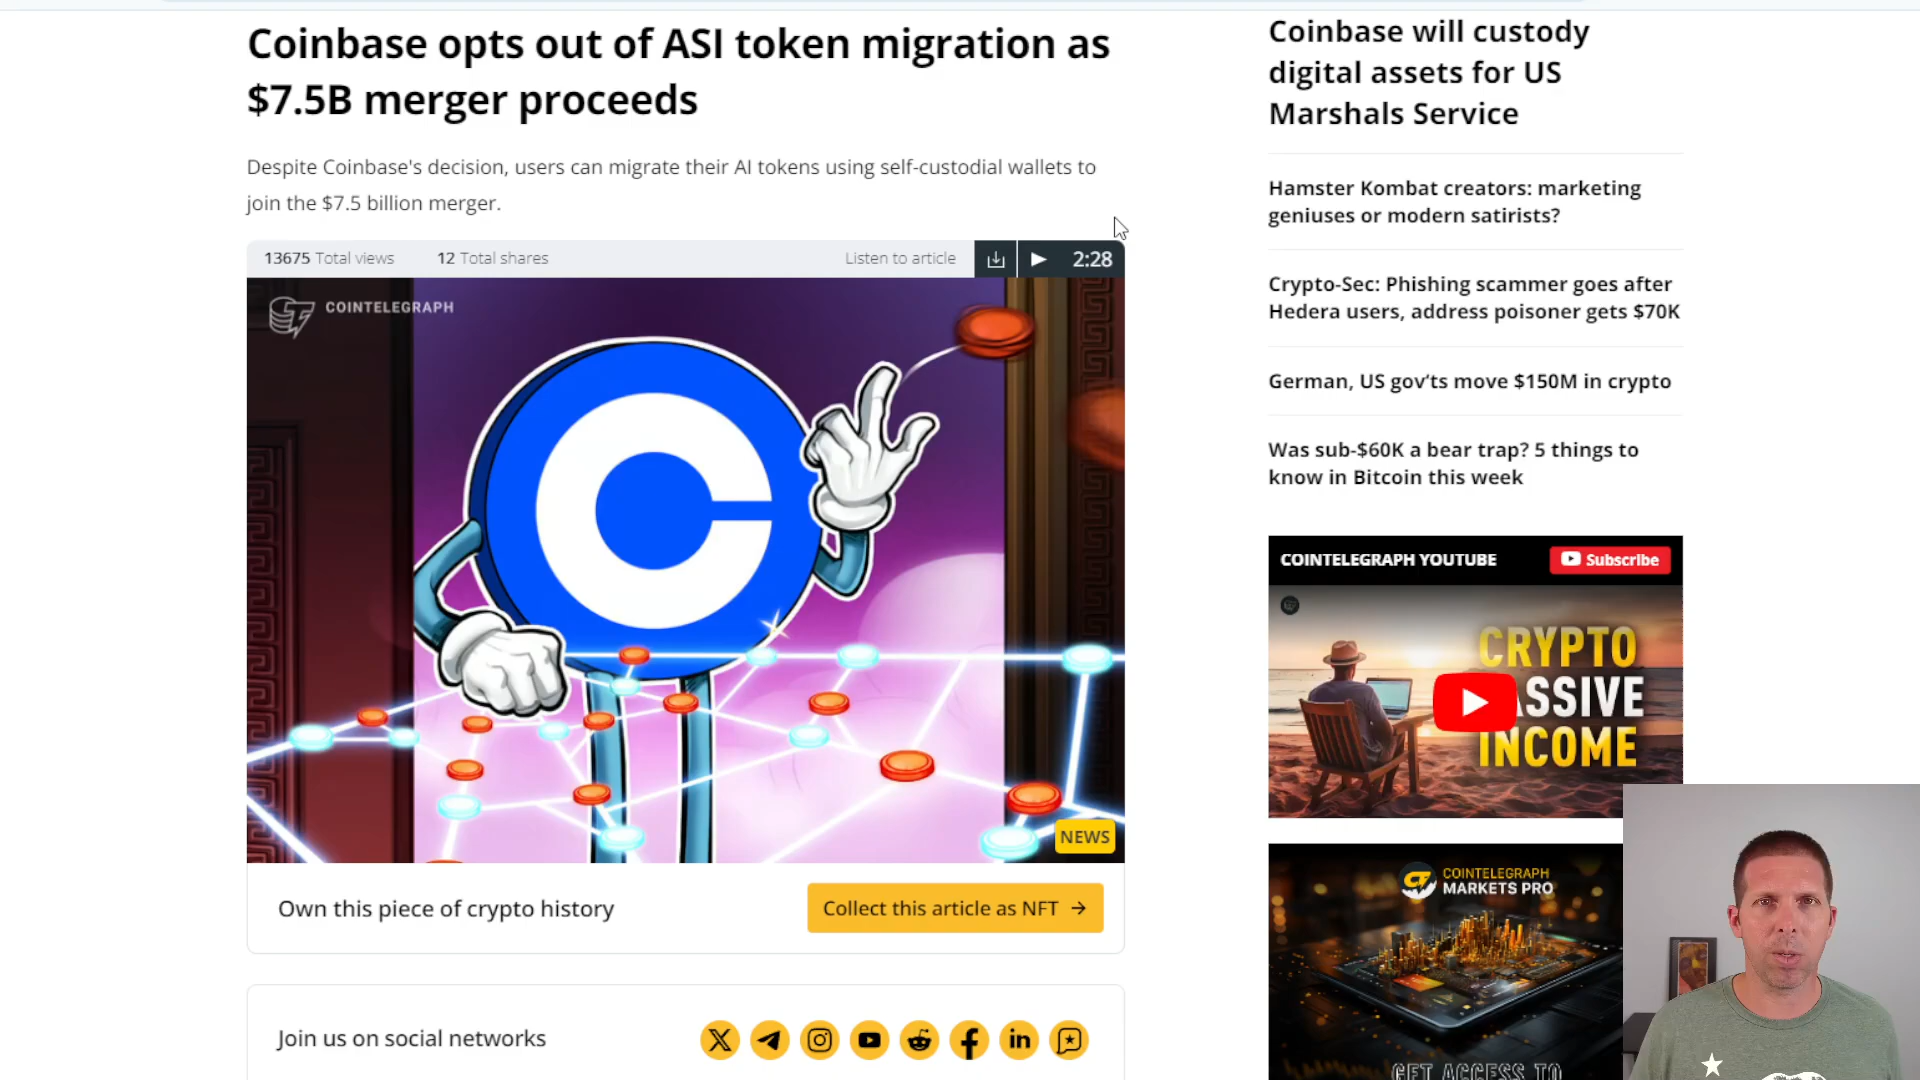 Coinbase opts out of ASI token migration as
$7.5B merger proceeds
Despite Coinbase's decision, users can migrate their AI tokens using self-custodial wallets to
join the $7.5 billion merger.
13675 Total views 12 Total shares Listen to article 2:28
COINTELEGRAPH
NEWS
Own this piece of crypto history
Collect this article as NFT →
Join us on social networks
Coinbase will custody
digital assets for US
Marshals Service
Hamster Kombat creators: marketing
geniuses or modern satirists?
Crypto-Sec: Phishing scammer goes after
Hedera users, address poisoner gets $70K
German, US gov‘ts move $150M in crypto
Was sub-$60K a bear trap? 5 things to
know in Bitcoin this week
COINTELEGRAPH YOUTUBE Subscribe
CRYPTO
ASSIVE
INCOME
COINTELEGRAPH
MARKETS PRO
GET ACCESS TO